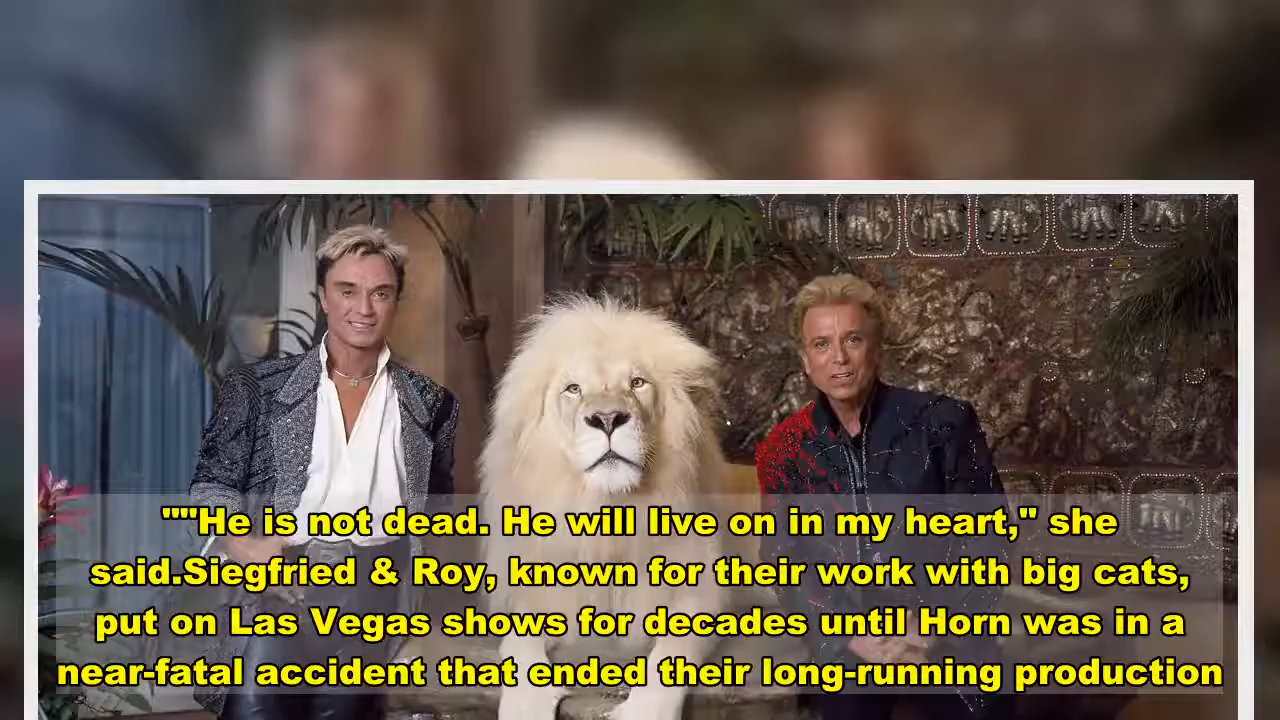 ""He is not dead. He will live on in my heart," she
said.Siegfried & Roy, known for their work with big cats,
put on Las Vegas shows for decades until Horn was in a
near-fatal accident that ended their long-running production